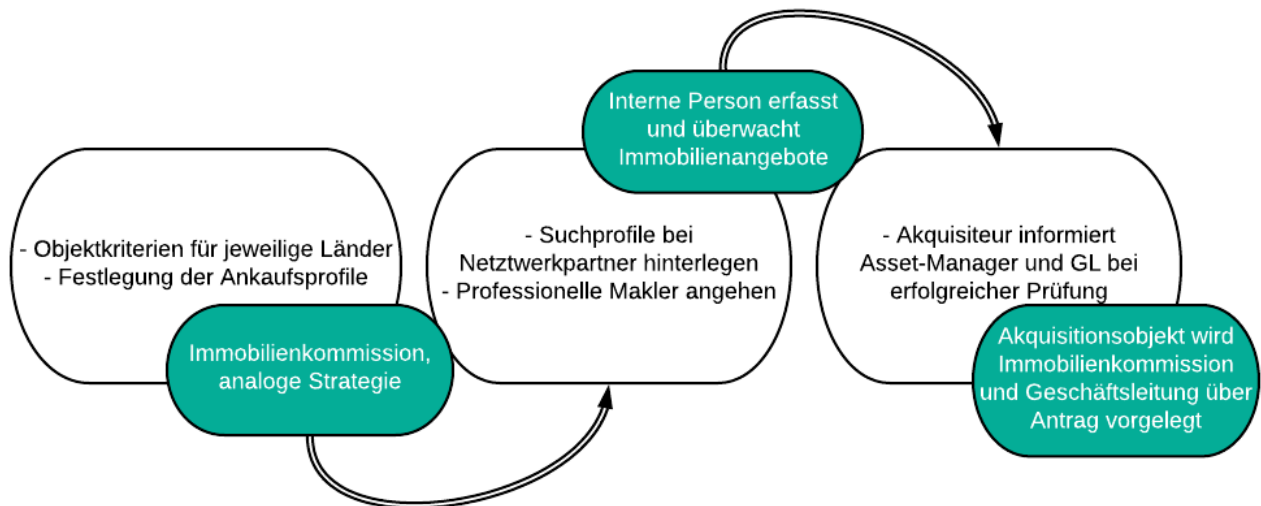 - Objektkriterien für jeweilige Länder
- Festlegung der Ankaufsprofile
Immobilienkommission,
analoge Strategie
- Suchprofile bei
Netztwerkpartner hinterlegen
- Professionelle Makler angehen
Interne Person erfasst
und überwacht
Immobilienangebote
- Akquisiteur informiert
Asset-Manager und GL bei
erfolgreicher Prüfung
Akquisitionsobjekt wird
Immobilienkommission
und Geschäftsleitung über
Antrag vorgelegt